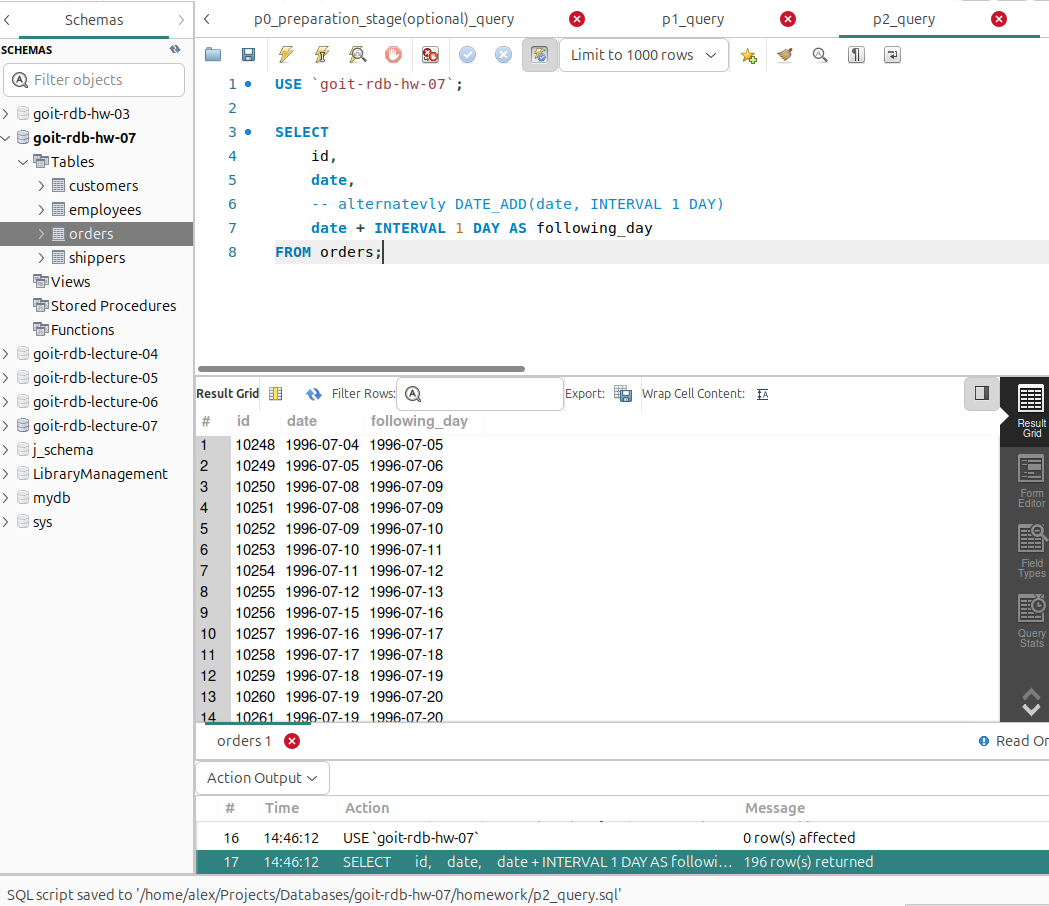 Schemas
SCHEMAS
Filter objects
goit-rdb-hw-03
goit-rdb-hw-07
Tables
customers
employees
orders
shippers
Views
Stored Procedures
Functions
goit-rdb-lecture-04
goit-rdb-lecture-05
goit-rdb-lecture-06
goit-rdb-lecture-07
j_schema
LibraryManagement
mydb
sys
p0_preparation_stage(optional)_query
p1_query
p2_query
Limit to 1000 rows
1 USE `goit-rdb-hw-07`;
2
3 SELECT
4 id,
5 date,
6 -- alternatevly DATE_ADD(date, INTERVAL 1 DAY)
7 date + INTERVAL 1 DAY AS following_day
8 FROM orders;
Result Grid Filter Rows: Export: Wrap Cell Content:
# id date following_day
1 10248 1996-07-04 1996-07-05
2 10249 1996-07-05 1996-07-06
3 10250 1996-07-08 1996-07-09
4 10251 1996-07-08 1996-07-09
5 10252 1996-07-09 1996-07-10
6 10253 1996-07-10 1996-07-11
7 10254 1996-07-11 1996-07-12
8 10255 1996-07-12 1996-07-13
9 10256 1996-07-15 1996-07-16
10 10257 1996-07-16 1996-07-17
11 10258 1996-07-17 1996-07-18
12 10259 1996-07-18 1996-07-19
13 10260 1996-07-19 1996-07-20
14 10261 1996-07-19 1996-07-20
Result
Grid
Form
Editor
Field
Types
Query
Stats
orders 1
Read Or
Action Output
# Time Action Message
16 14:46:12 USE `goit-rdb-hw-07` 0 row(s) affected
17 14:46:12 SELECT id, date, date + INTERVAL 1 DAY AS followi... 196 row(s) returned
SQL script saved to '/home/alex/Projects/Databases/goit-rdb-hw-07/homework/p2_query.sql'